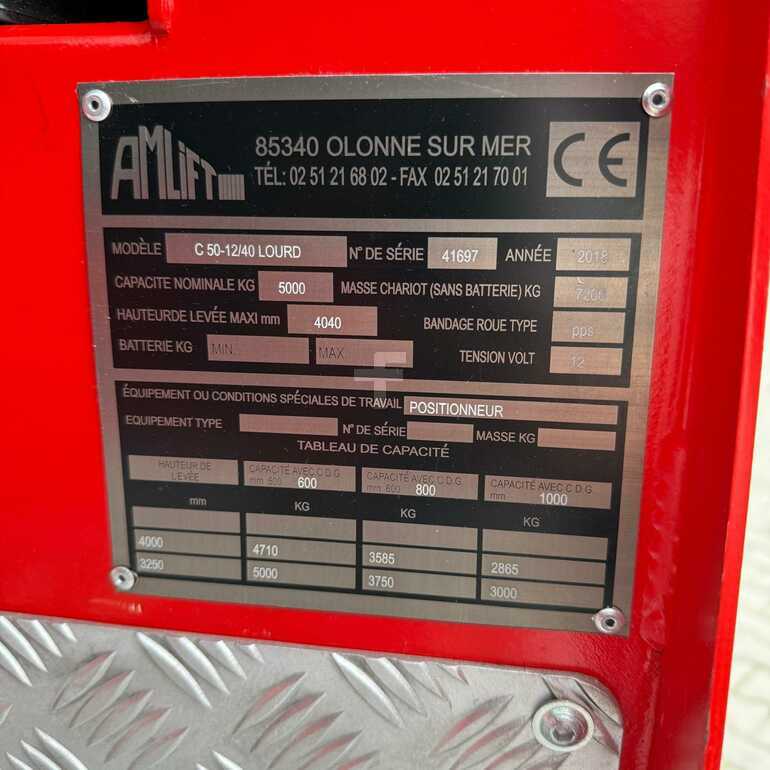 AMLIFT
85340 OLONNE SUR MER
TÉL: 02 51 21 68 02 - FAX 02 51 21 70 01
CE
MODÈLE C 50-12/40 LOURD N° DE SÉRIE 41697 ANNÉE 2018
CAPACITE NOMINALE KG 5000 MASSE CHARIOT (SANS BATTERIE) KG 7200
HAUTEURDE LEVÉE MAXI mm 4040 BANDAGE ROUE TYPE pps
BATTERIE KG MIN. MAX. TENSION VOLT 12
ÉQUIPEMENT OU CONDITIONS SPÉCIALES DE TRAVAIL POSITIONNEUR
EQUIPEMENT TYPE N° DE SÉRIE MASSE KG
TABLEAU DE CAPACITÉ
HAUTEUR DE LEVÉE CAPACITÉ AVEC C.D.G. CAPACITÉ AVEC C.D.G. CAPACITÉ AVEC C.D.G.
mm 500 600 mm 600 800 mm 1000
mm KG KG KG
4000 4710 3585 2865
3250 5000 3750 3000